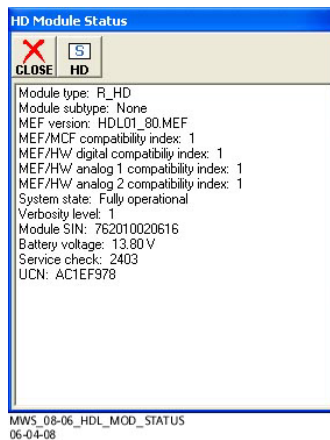 HD Module Status
CLOSE
S
HD
Module type: R_HD
Module subtype: None
MEF version: HDL01_80.MEF
MEF/MCF compatibility index: 1
MEF/HW digital compatibiliy index: 1
MEF/HW analog 1 compatibility index: 1
MEF/HW analog 2 compatibility index: 1
System state: Fully operational
Verbosity level: 1
Module SIN: 762010020616
Battery voltage: 13.80 V
Service check: 2403
UCN: AC1EF978
MWS_08-06_HDL_MOD_STATUS
06-04-08